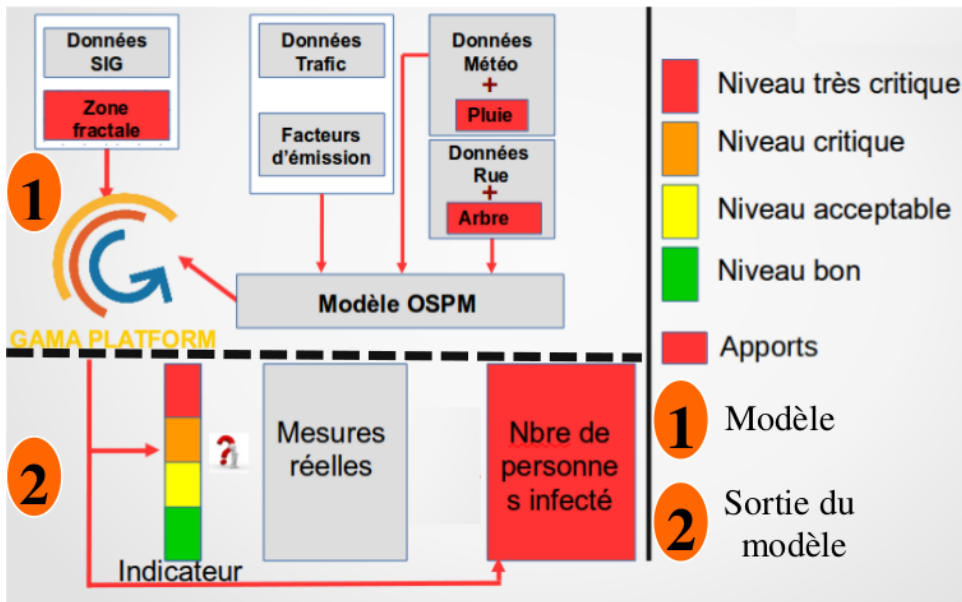 Données
SIG
Zone
fractale
Données
Trafic
Facteurs
d'émission
Données
Météo
+
Pluie
Données
Rue
+
Arbre
1
GAMA PLATFORM
Modèle OSPM
2
Indicateur
?
Mesures
réelles
Nbre de
personne
s infecté
Niveau très critique
Niveau critique
Niveau acceptable
Niveau bon
Apports
1 Modèle
2 Sortie du
modèle